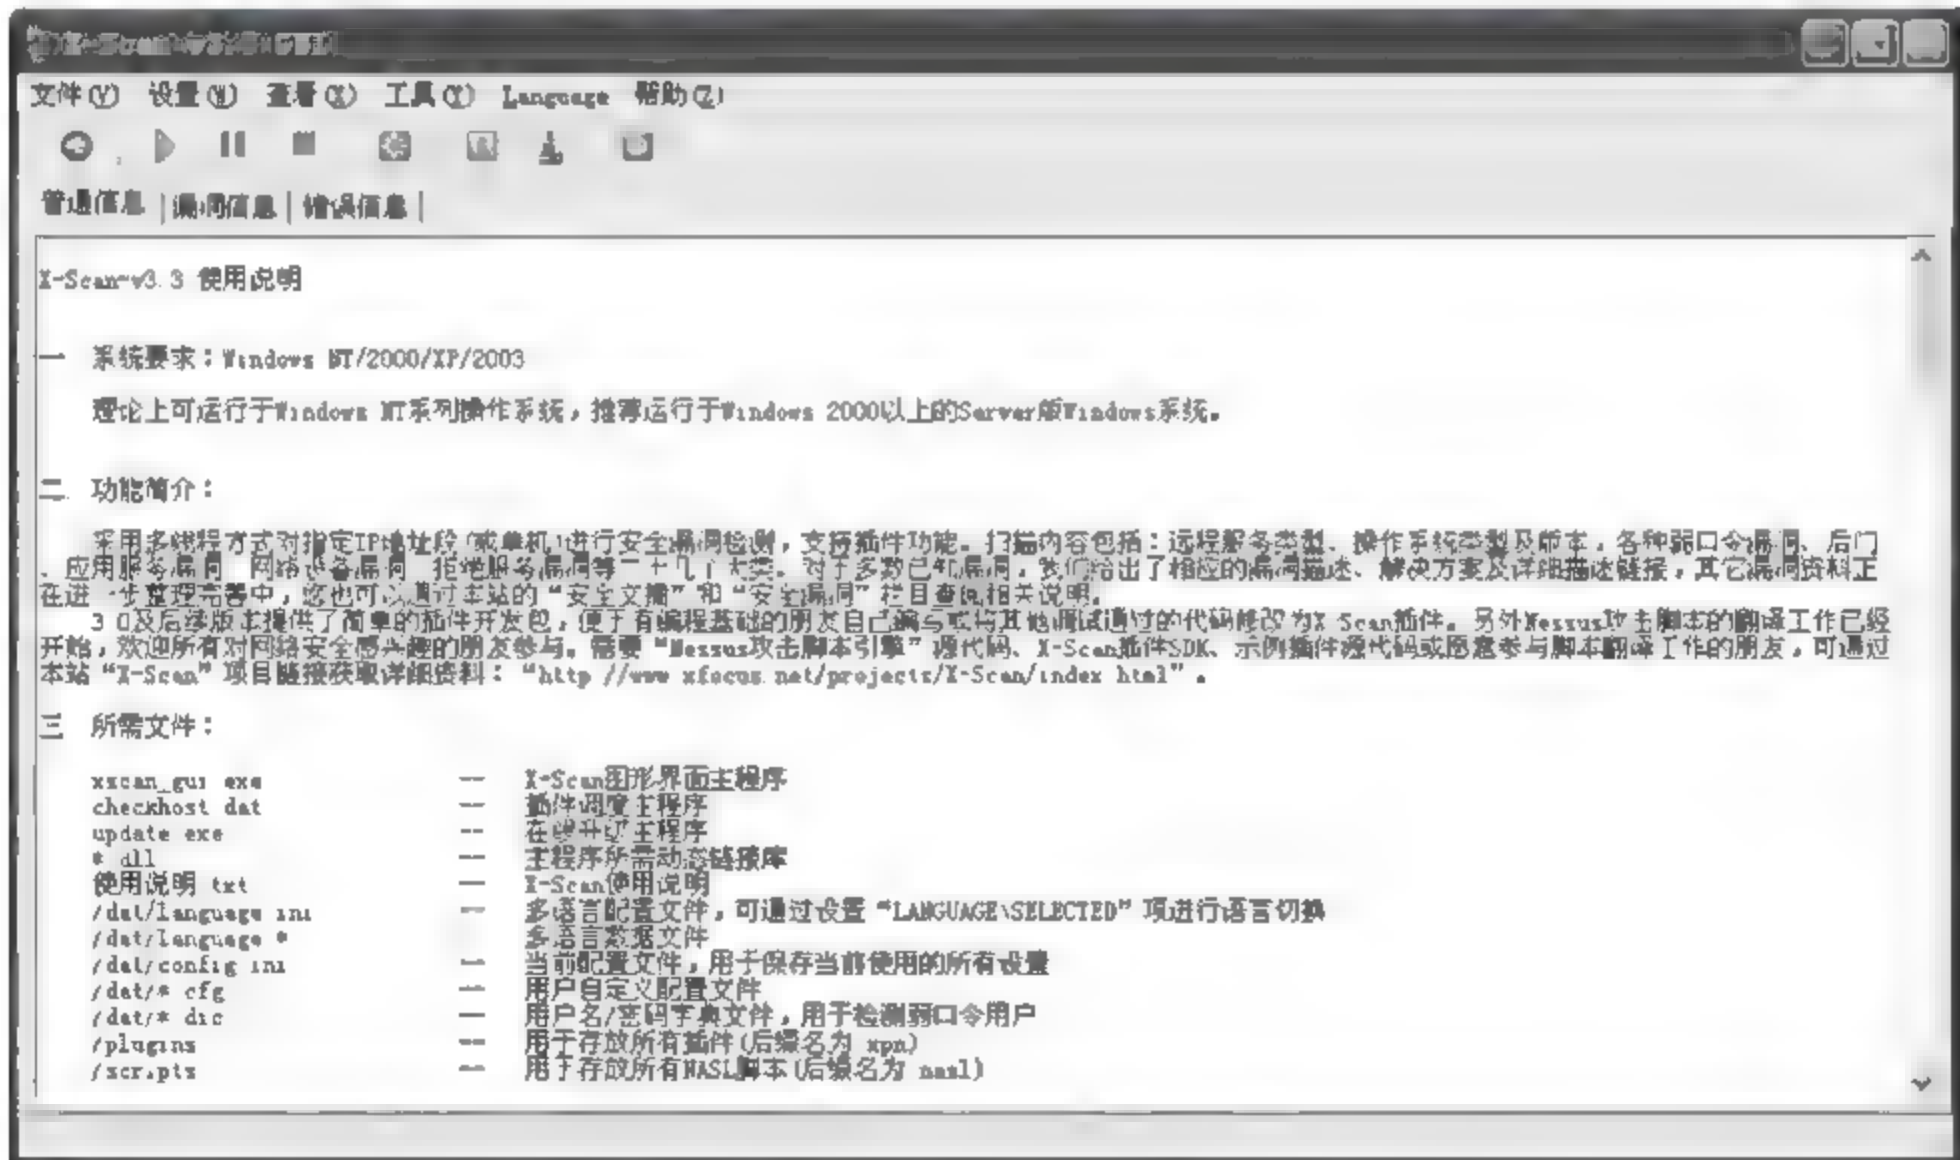 文件(V) 设置(W) 查看(X) 工具(Y) Language 帮助(Z)
普通信息 漏洞信息 错误信息
X-Scan-v3.3 使用说明
一 系统要求：Windows NT/2000/XP/2003
理论上可运行于Windows NT系列操作系统，推荐运行于Windows 2000以上的Server版Windows系统。
二 功能简介：
采用多线程方式对指定IP地址段(或单机)进行安全漏洞检测，支持插件功能。扫描内容包括：远程服务类型、操作系统类型及版本，各种弱口令漏洞、后门
、应用服务漏洞、网络设备漏洞、拒绝服务漏洞等二十几个大类。对于多数已知漏洞，我们给出了相应的漏洞描述、解决方案及详细描述链接，其它漏洞资料正
在进一步整理完善中，您也可以通过本站的“安全文摘”和“安全漏洞”栏目查阅相关说明。
3 0及后续版本提供了简单的插件开发包，便于有编程基础的朋友自己编写或将其他调试通过的代码修改为X-Scan插件。另外Nessus攻击脚本的翻译工作已经
开始，欢迎所有对网络安全感兴趣的朋友参与。需要“Nessus攻击脚本引擎”源代码、X-Scan插件SDK、示例插件源代码或愿意参与脚本翻译工作的朋友，可通过
本站“X-Scan”项目链接获取详细资料：“http //www xfocus net/projects/X-Scan/index html”。
三 所需文件：
xscan_gui exe -- X-Scan图形界面主程序
checkhost dat -- 插件调度主程序
update exe -- 在线升级主程序
* dll -- 主程序所需动态链接库
使用说明 txt -- X-Scan使用说明
/dat/language ini -- 多语言配置文件，可通过设置“LANGUAGE\SELECTED”项进行语言切换
/dat/language * -- 多语言数据文件
/dat/config ini -- 当前配置文件，用于保存当前使用的所有设置
/dat/* cfg -- 用户自定义配置文件
/dat/* dic -- 用户名/密码字典文件，用于检测弱口令用户
/plugins -- 用于存放所有插件(后缀名为 xpn)
/scripts -- 用于存放所有NASL脚本(后缀名为 nasl)